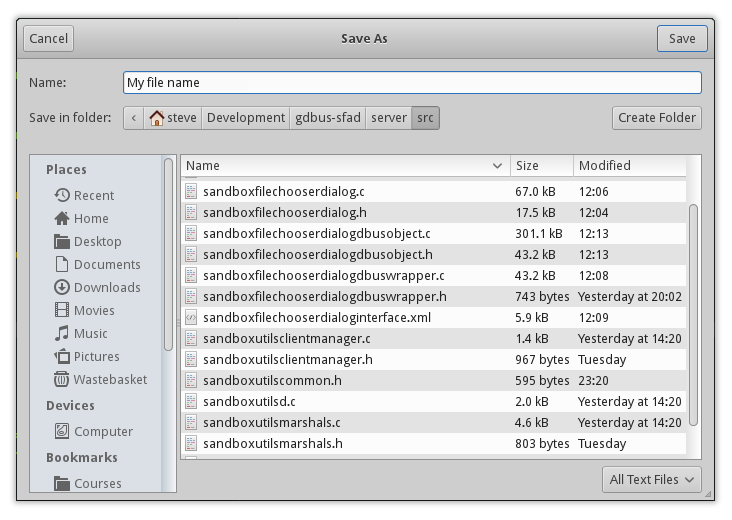 Cancel Save As Save
Name: My file name
Save in folder: steve Development gdbus-sfad server src Create Folder
Places
Recent
Home
Desktop
Documents
Downloads
Movies
Music
Pictures
Wastebasket
Devices
Computer
Bookmarks
Courses
Name Size Modified
sandboxfilechooserdialog.c 67.0 kB 12:06
sandboxfilechooserdialog.h 17.5 kB 12:04
sandboxfilechooserdialogdbusobject.c 301.1 kB 12:13
sandboxfilechooserdialogdbusobject.h 43.2 kB 12:13
sandboxfilechooserdialogdbuswrapper.c 43.2 kB 12:08
sandboxfilechooserdialogdbuswrapper.h 743 bytes Yesterday at 20:02
sandboxfilechooserdialoginterface.xml 5.9 kB 12:09
sandboxutilsclientmanager.c 1.4 kB Yesterday at 14:20
sandboxutilsclientmanager.h 967 bytes Tuesday
sandboxutilscommon.h 595 bytes 23:20
sandboxutilsd.c 2.0 kB Yesterday at 14:20
sandboxutilsmarshals.c 4.6 kB Yesterday at 14:20
sandboxutilsmarshals.h 803 bytes Tuesday
All Text Files